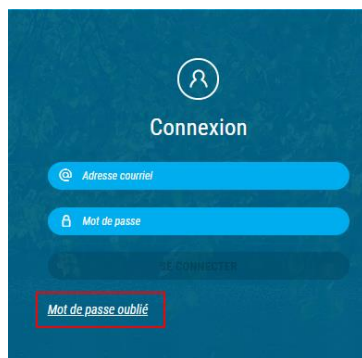 Connexion
@ Adresse courriel
Mot de passe
SE CONNECTER
Mot de passe oublié